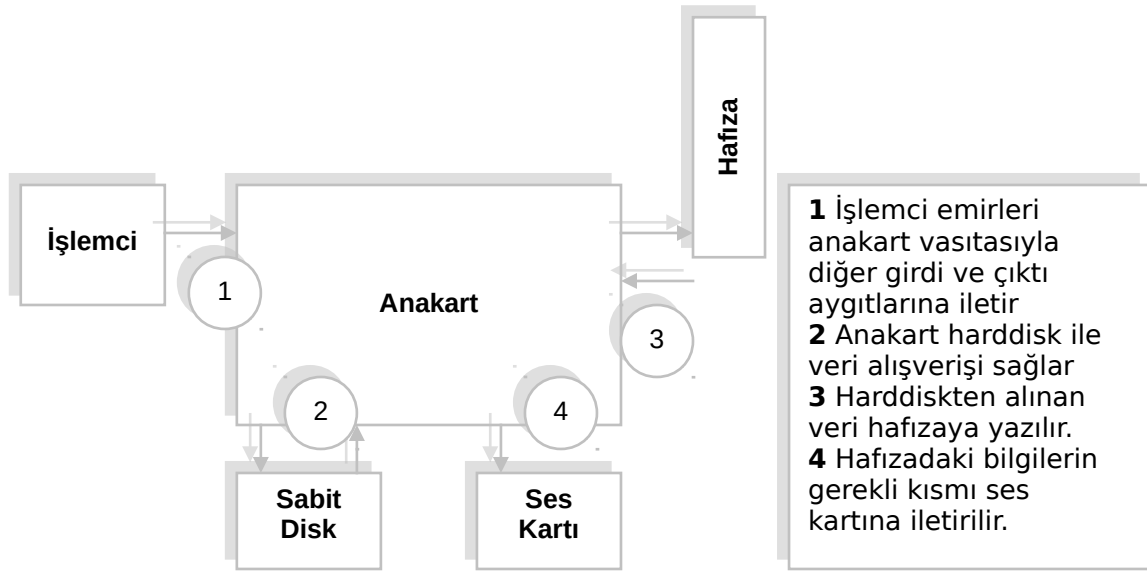 Hafıza
İşlemci
1
Anakart
3
2
4
Sabit
Disk
Ses
Kartı
1 İşlemci emirleri
anakart vasıtasıyla
diğer girdi ve çıktı
aygıtlarına iletir
2 Anakart harddisk ile
veri alışverişi sağlar
3 Harddiskten alınan
veri hafızaya yazılır.
4 Hafızadaki bilgilerin
gerekli kısmı ses
kartına iletirilir.